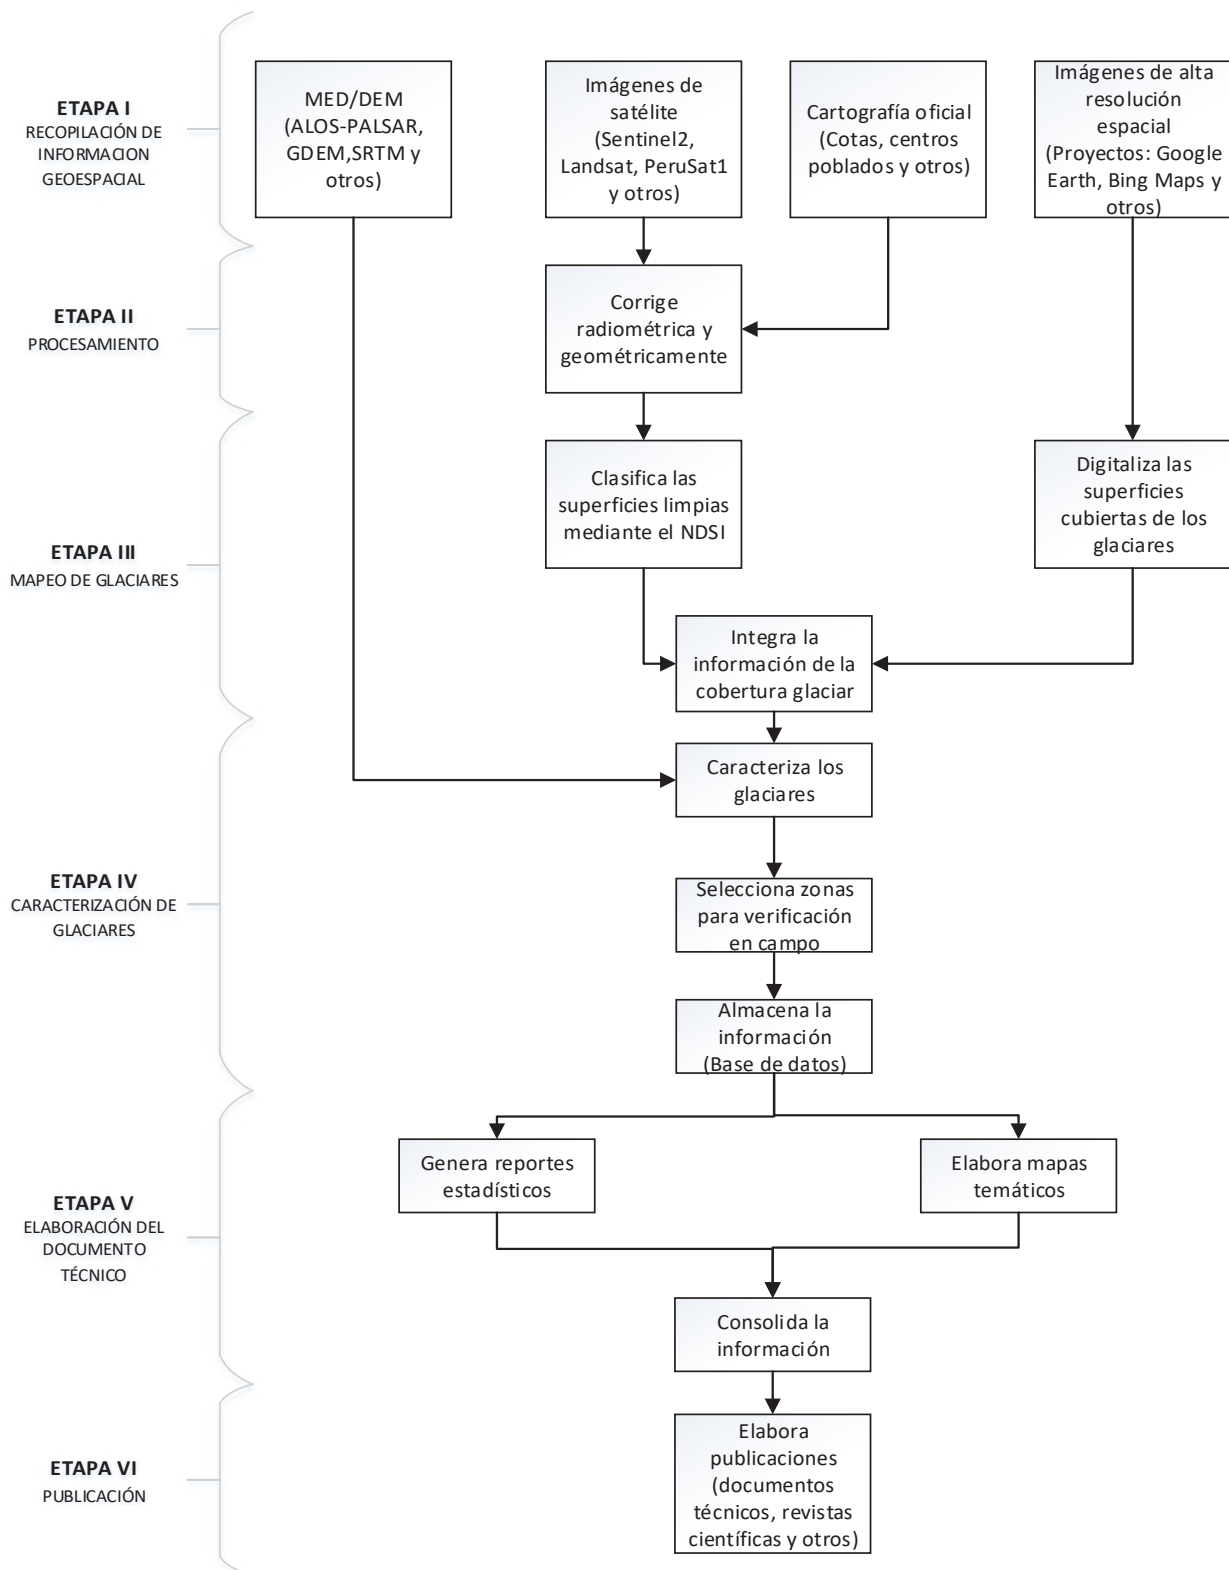 ETAPA I
RECOPILACIÓN DE
INFORMACION
GEOESPACIAL
MED/DEM
(ALOS-PALSAR,
GDEM,SRTM y
otros)
Imágenes de
satélite
(Sentinel2,
Landsat, PeruSat1
y otros)
Cartografía oficial
(Cotas, centros
poblados y otros)
Imágenes de alta
resolución
espacial
(Proyectos: Google
Earth, Bing Maps y
otros)
ETAPA II
PROCESAMIENTO
Corrige
radiométrica y
geométricamente
ETAPA III
MAPEO DE GLACIARES
Clasifica las
superficies limpias
mediante el NDSI
Digitaliza las
superficies
cubiertas de los
glaciares
Integra la
información de la
cobertura glaciar
ETAPA IV
CARACTERIZACIÓN DE
GLACIARES
Caracteriza los
glaciares
Selecciona zonas
para verificación
en campo
Almacena la
información
(Base de datos)
ETAPA V
ELABORACIÓN DEL
DOCUMENTO
TÉCNICO
Genera reportes
estadísticos
Elabora mapas
temáticos
Consolida la
información
ETAPA VI
PUBLICACIÓN
Elabora
publicaciones
(documentos
técnicos, revistas
científicas y otros)